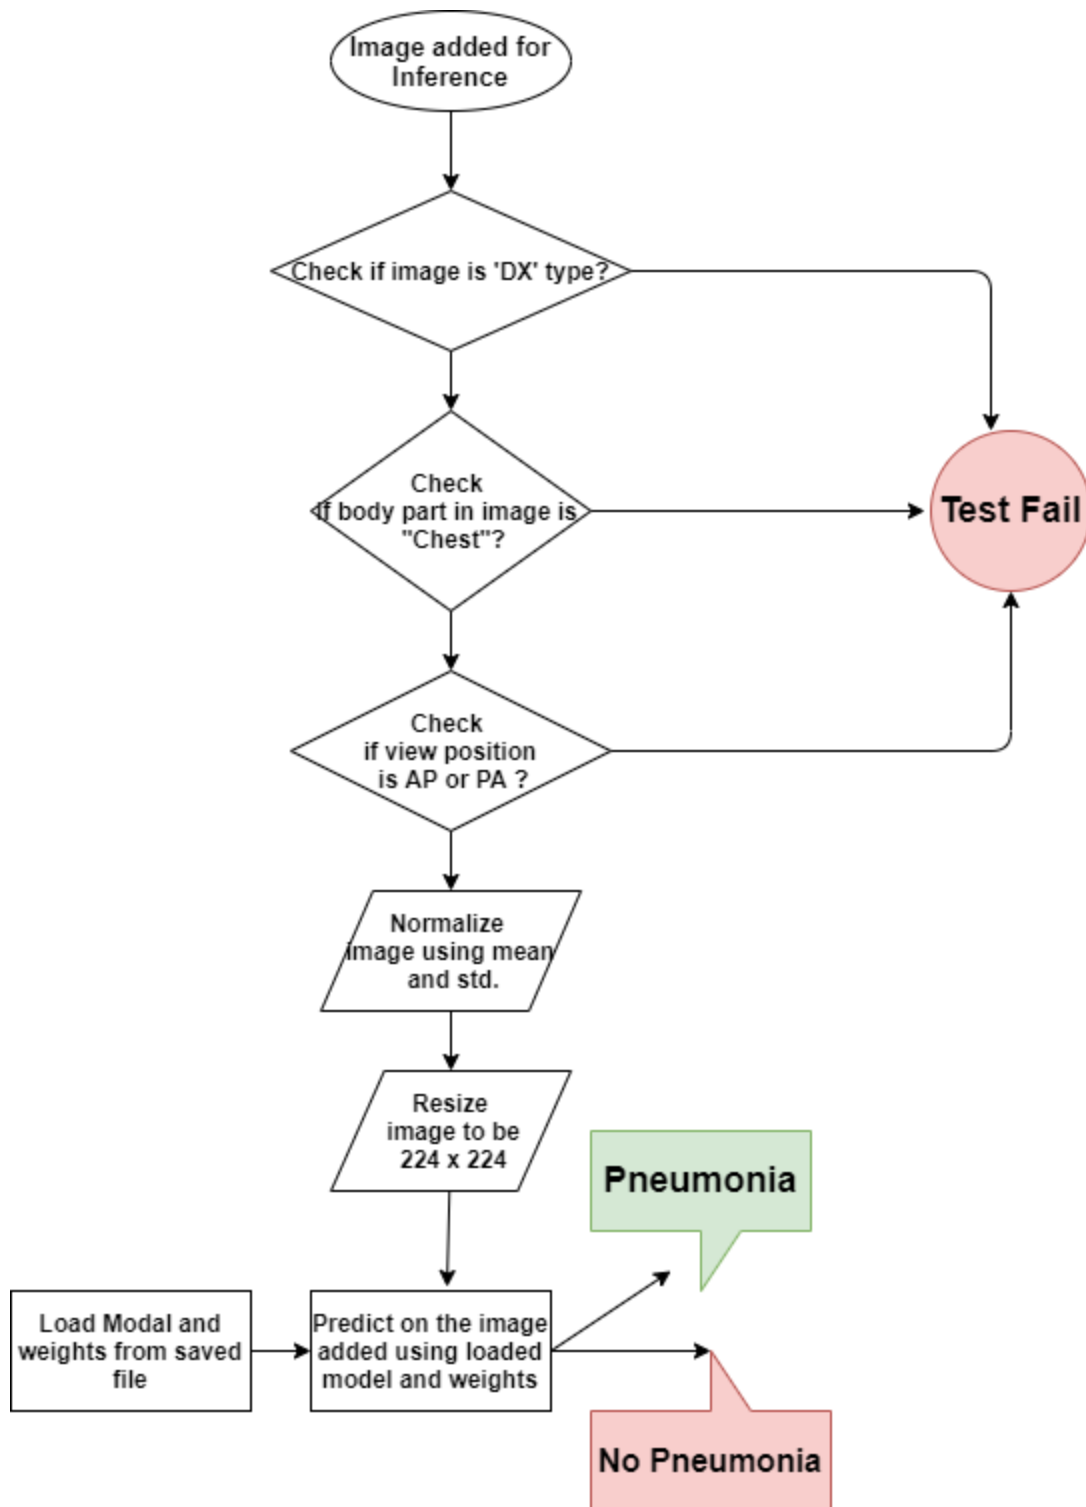 Image added for
Inference
Check if image is 'DX' type?
Check
if body part in image is
"Chest"?
Test Fail
Check
if view position
is AP or PA ?
Normalize
image using mean
and std.
Resize
image to be
224 x 224
Pneumonia
Load Modal and
weights from saved
file
Predict on the image
added using loaded
model and weights
No Pneumonia